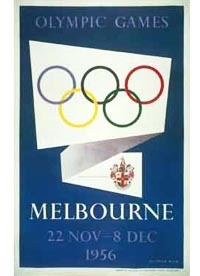 OLYMPIC GAMES
MELBOURNE
22 NOV-8 DEC
1956